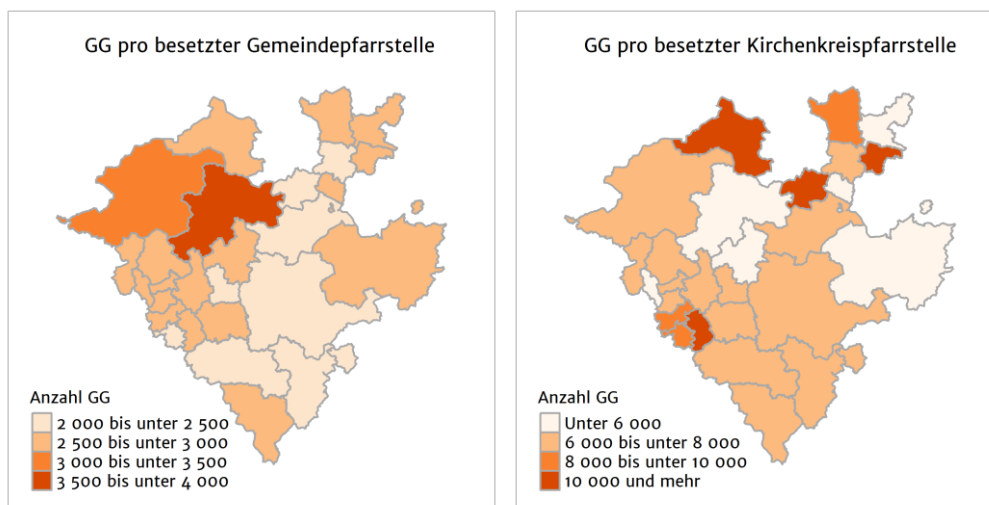 GG pro besetzter Gemeindepfarrstelle
Anzahl GG
2 000 bis unter 2 500
2 500 bis unter 3 000
3 000 bis unter 3 500
3 500 bis unter 4 000
GG pro besetzter Kirchenkreispfarrstelle
Anzahl GG
Unter 6 000
6 000 bis unter 8 000
8 000 bis unter 10 000
10 000 und mehr